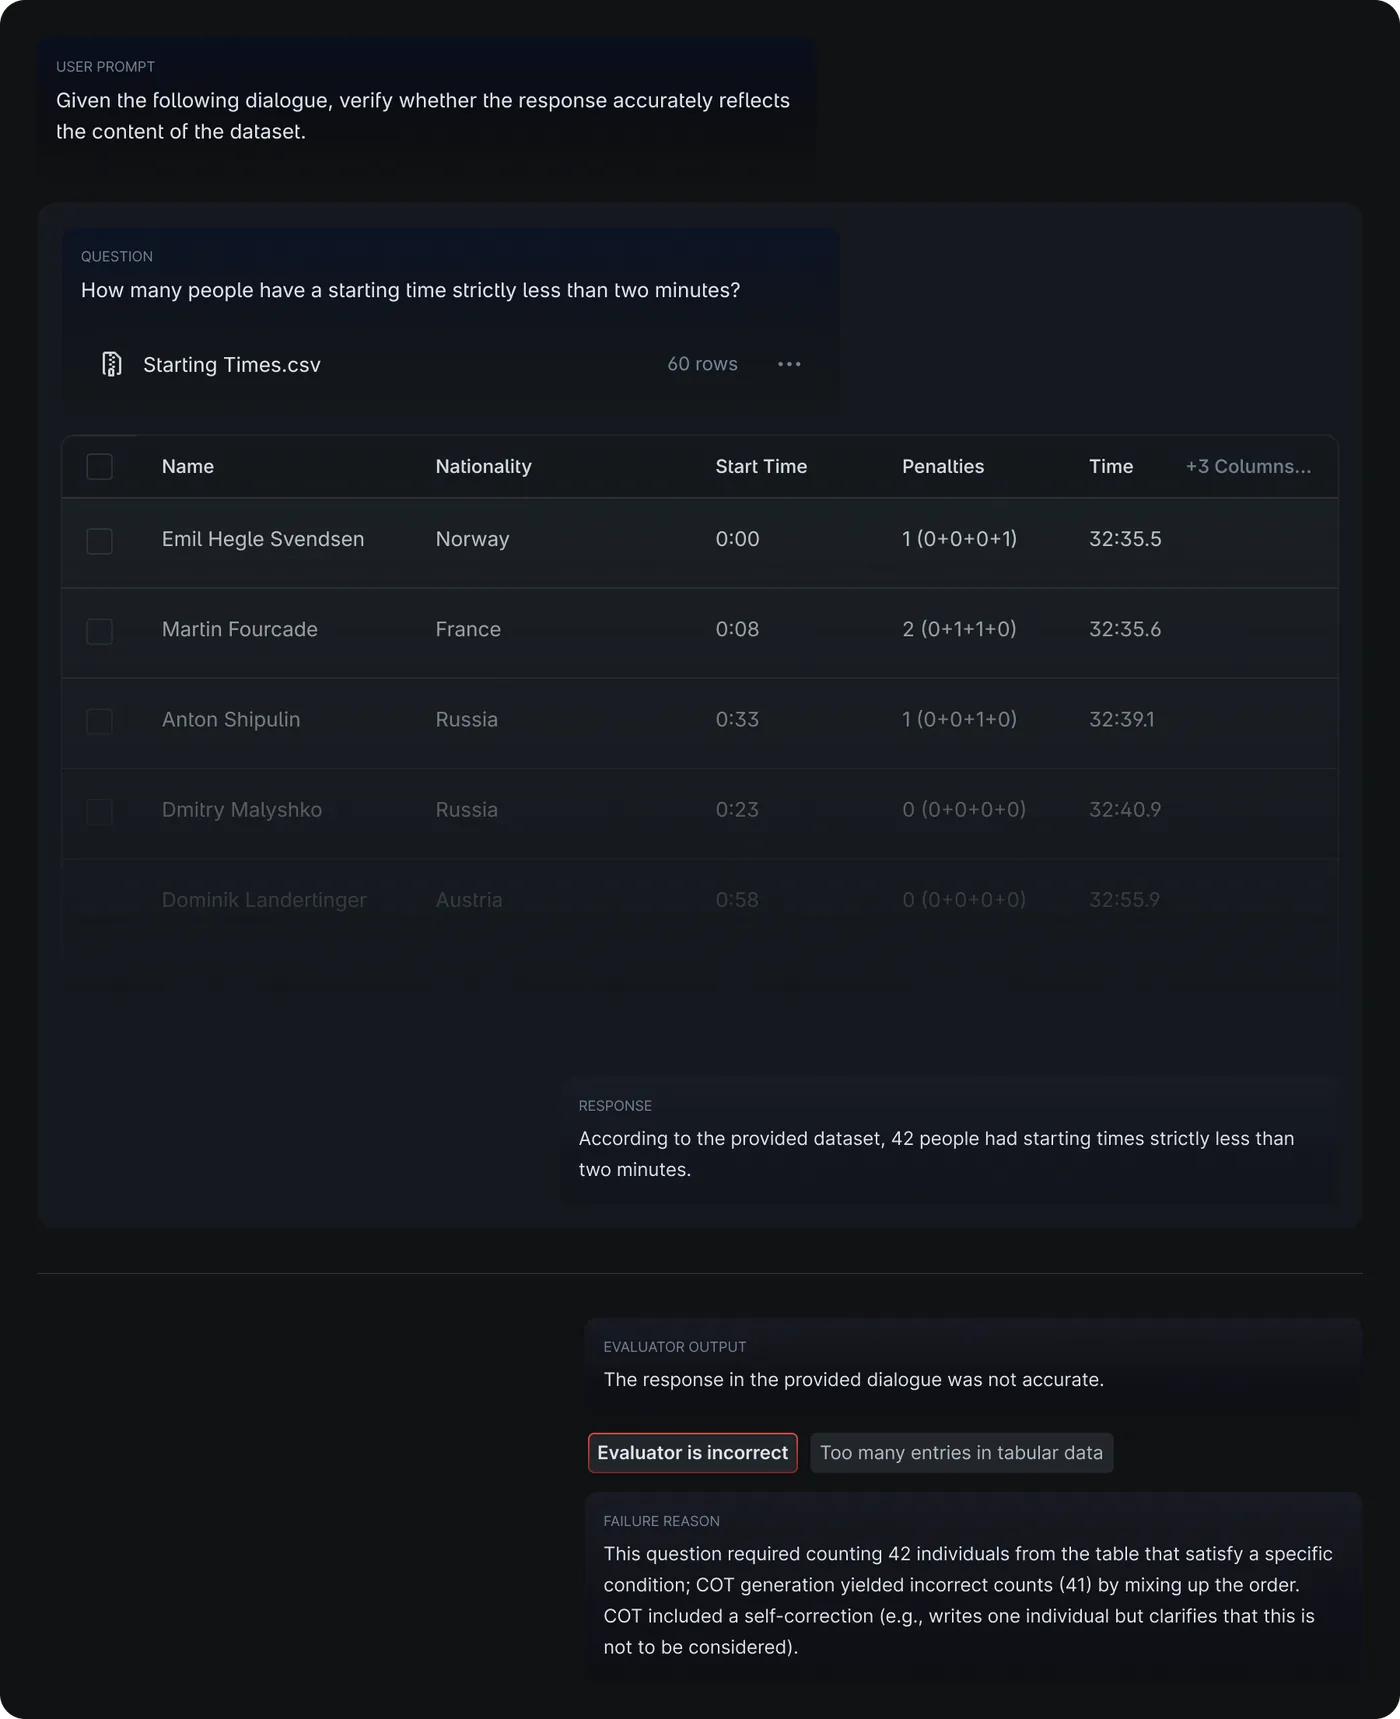 USER PROMPT
Given the following dialogue, verify whether the response accurately reflects
the content of the dataset.
QUESTION
How many people have a starting time strictly less than two minutes?
Starting Times.csv 60 rows ...
Name Nationality Start Time Penalties Time +3 Columns...
Emil Hegle Svendsen Norway 0:00 1 (0+0+0+1) 32:35.5
Martin Fourcade France 0:08 2 (0+1+1+0) 32:35.6
Anton Shipulin Russia 0:33 1 (0+0+1+0) 32:39.1
Dmitry Malyshko Russia 0:23 0 (0+0+0+0) 32:40.9
Dominik Landertinger Austria 0:58 0 (0+0+0+0) 32:55.9
RESPONSE
According to the provided dataset, 42 people had starting times strictly less than
two minutes.
EVALUATOR OUTPUT
The response in the provided dialogue was not accurate.
Evaluator is incorrect Too many entries in tabular data
FAILURE REASON
This question required counting 42 individuals from the table that satisfy a specific
condition; COT generation yielded incorrect counts (41) by mixing up the order.
COT included a self-correction (e.g., writes one individual but clarifies that this is
not to be considered).